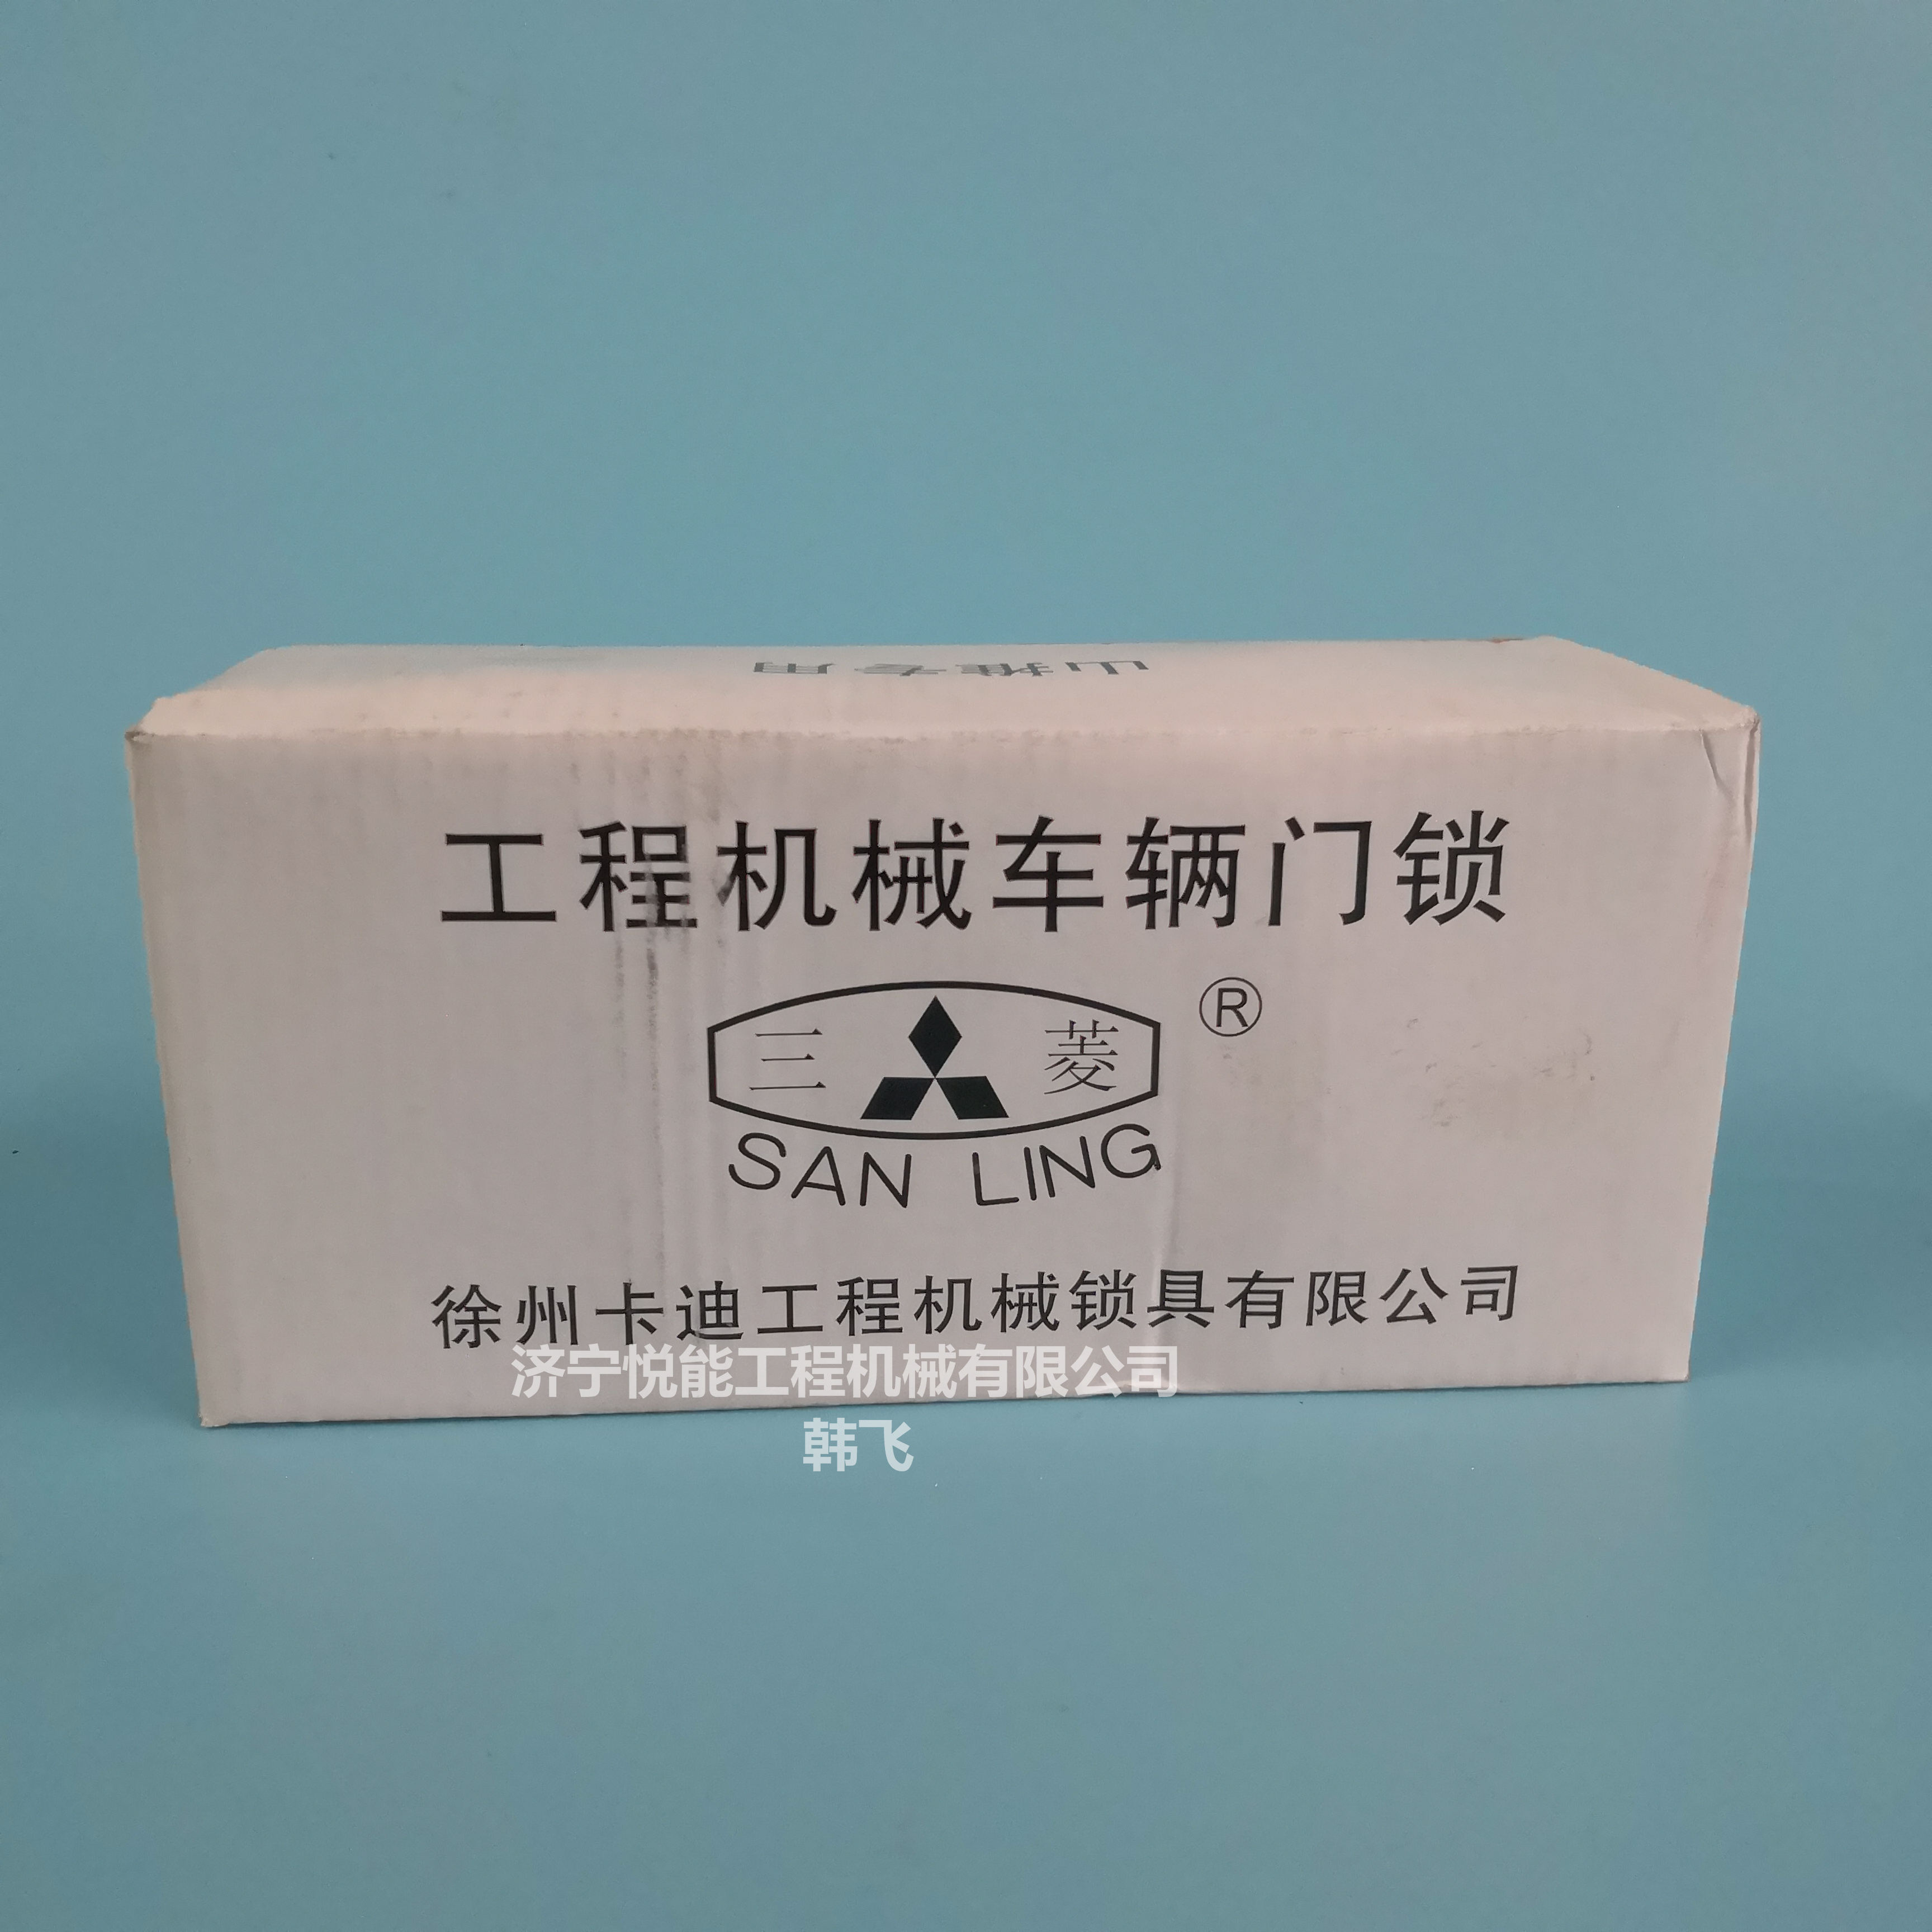 山推专用
工程机械车辆门锁
三 菱 ®
SAN LING
徐州卡迪工程机械锁具有限公司
济宁悦能工程机械有限公司
韩飞